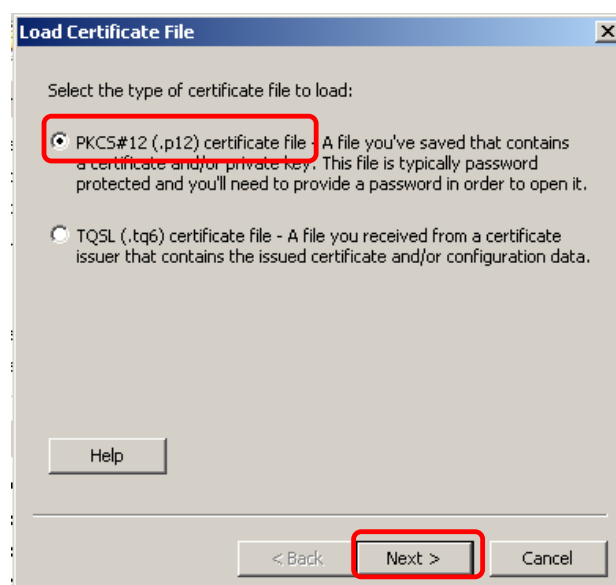 Load Certificate File
Select the type of certificate file to load:
PKCS#12 (.p12) certificate file - A file you've saved that contains
a certificate and/or private key. This file is typically password
protected and you'll need to provide a password in order to open it.
TQSL (.tq6) certificate file - A file you received from a certificate
issuer that contains the issued certificate and/or configuration data.
Help
< Back
Next >
Cancel